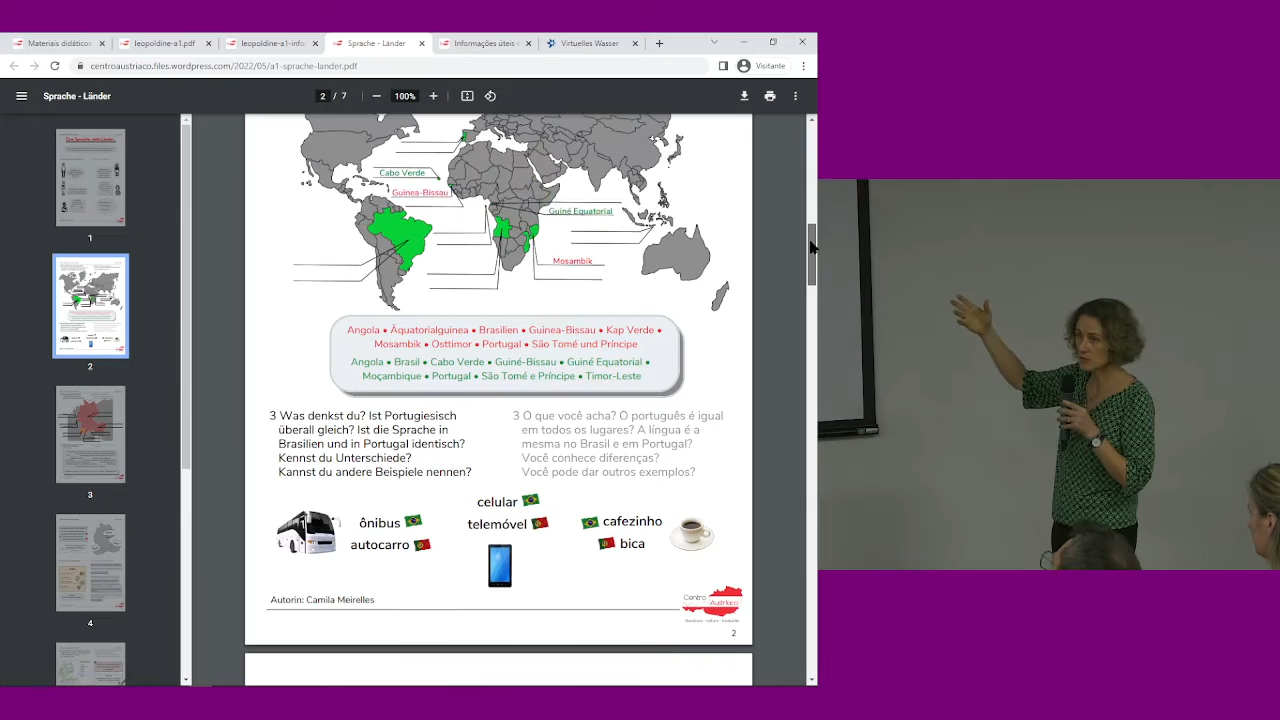 Materiais didáticos
leopoldine-a1.pdf
leopoldine-a1-info
Sprache - Länder
Informações úteis e
Virtuelles Wasser
centroaustriaco.files.wordpress.com/2022/05/a1-sprache-lander.pdf
Visitante
Sprache - Länder
2 / 7
100%
Cabo Verde
Guinea-Bissau
Guiné Equatorial
Mosambik
Angola • Äquatorialguinea • Brasilien • Guinea-Bissau • Kap Verde •
Mosambik • Osttimor • Portugal • São Tomé und Príncipe
Angola • Brasil • Cabo Verde • Guiné-Bissau • Guiné Equatorial •
Moçambique • Portugal • São Tomé e Príncipe • Timor-Leste
3 Was denkst du? Ist Portugiesisch
überall gleich? Ist die Sprache in
Brasilien und in Portugal identisch?
Kennst du Unterschiede?
Kannst du andere Beispiele nennen?
3 O que você acha? O português é igual
em todos os lugares? A língua é a
mesma no Brasil e em Portugal?
Você conhece diferenças?
Você pode dar outros exemplos?
ônibus
autocarro
celular
telemóvel
cafezinho
bica
Autorin: Camila Meirelles
Centro
Austríaco
2
1
2
3
4